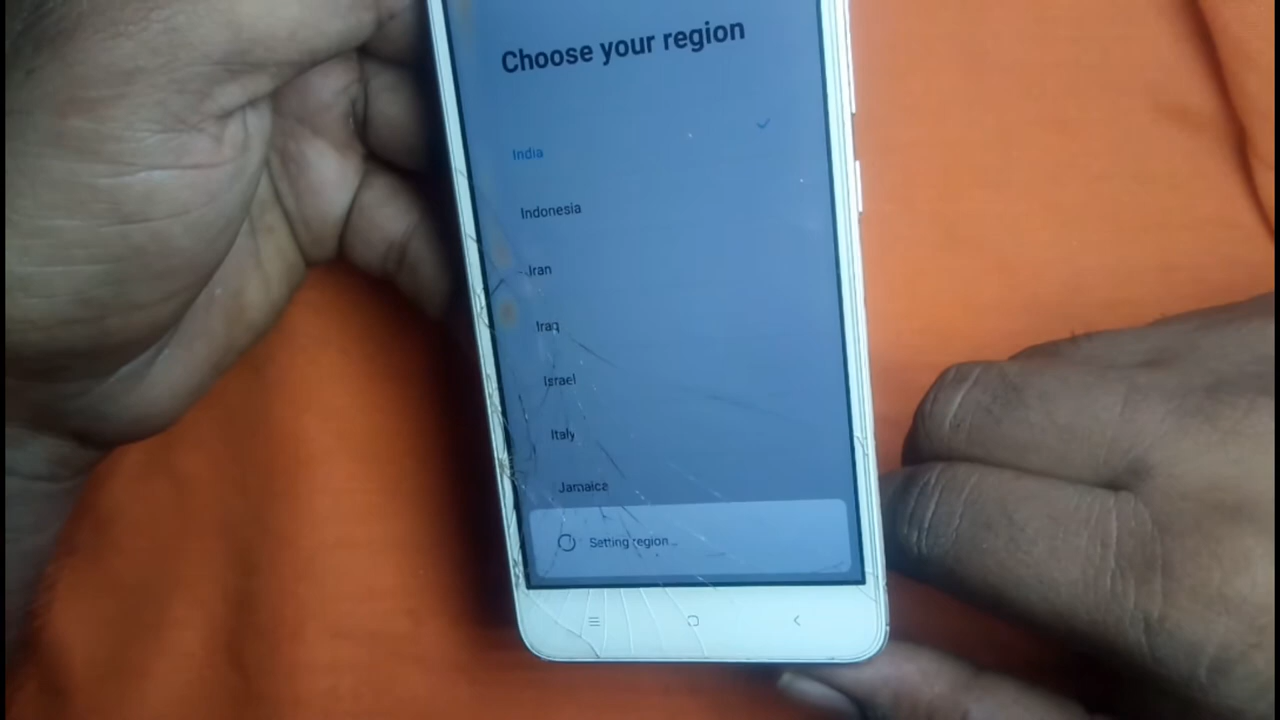 Choose your region
India
Indonesia
Iran
Iraq
Israel
Italy
Jamaica
Setting region...